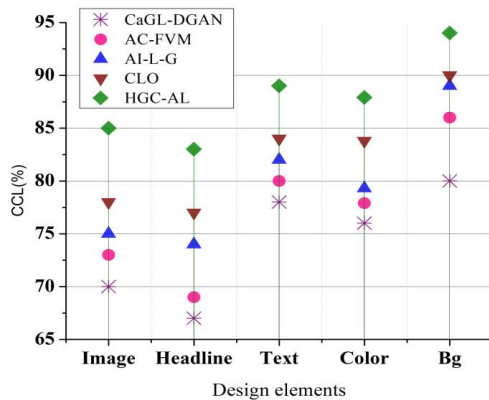 CaGL-DGAN
AC-FVM
AI-L-G
CLO
HGC-AL
CCL(%)
95
90
85
80
75
70
65
Image Headline Text Color Bg
Design elements